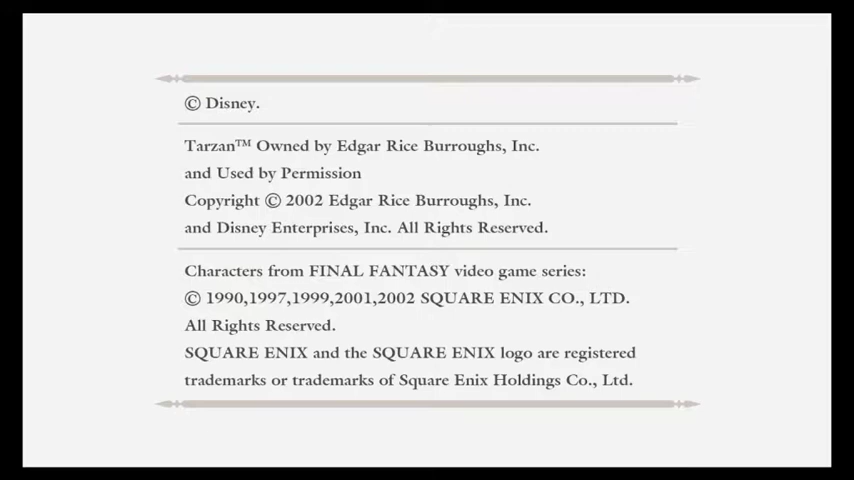 © Disney.
Tarzan™ Owned by Edgar Rice Burroughs, Inc.
and Used by Permission
Copyright © 2002 Edgar Rice Burroughs, Inc.
and Disney Enterprises, Inc. All Rights Reserved.
Characters from FINAL FANTASY video game series:
© 1990,1997,1999,2001,2002 SQUARE ENIX CO., LTD.
All Rights Reserved.
SQUARE ENIX and the SQUARE ENIX logo are registered
trademarks or trademarks of Square Enix Holdings Co., Ltd.